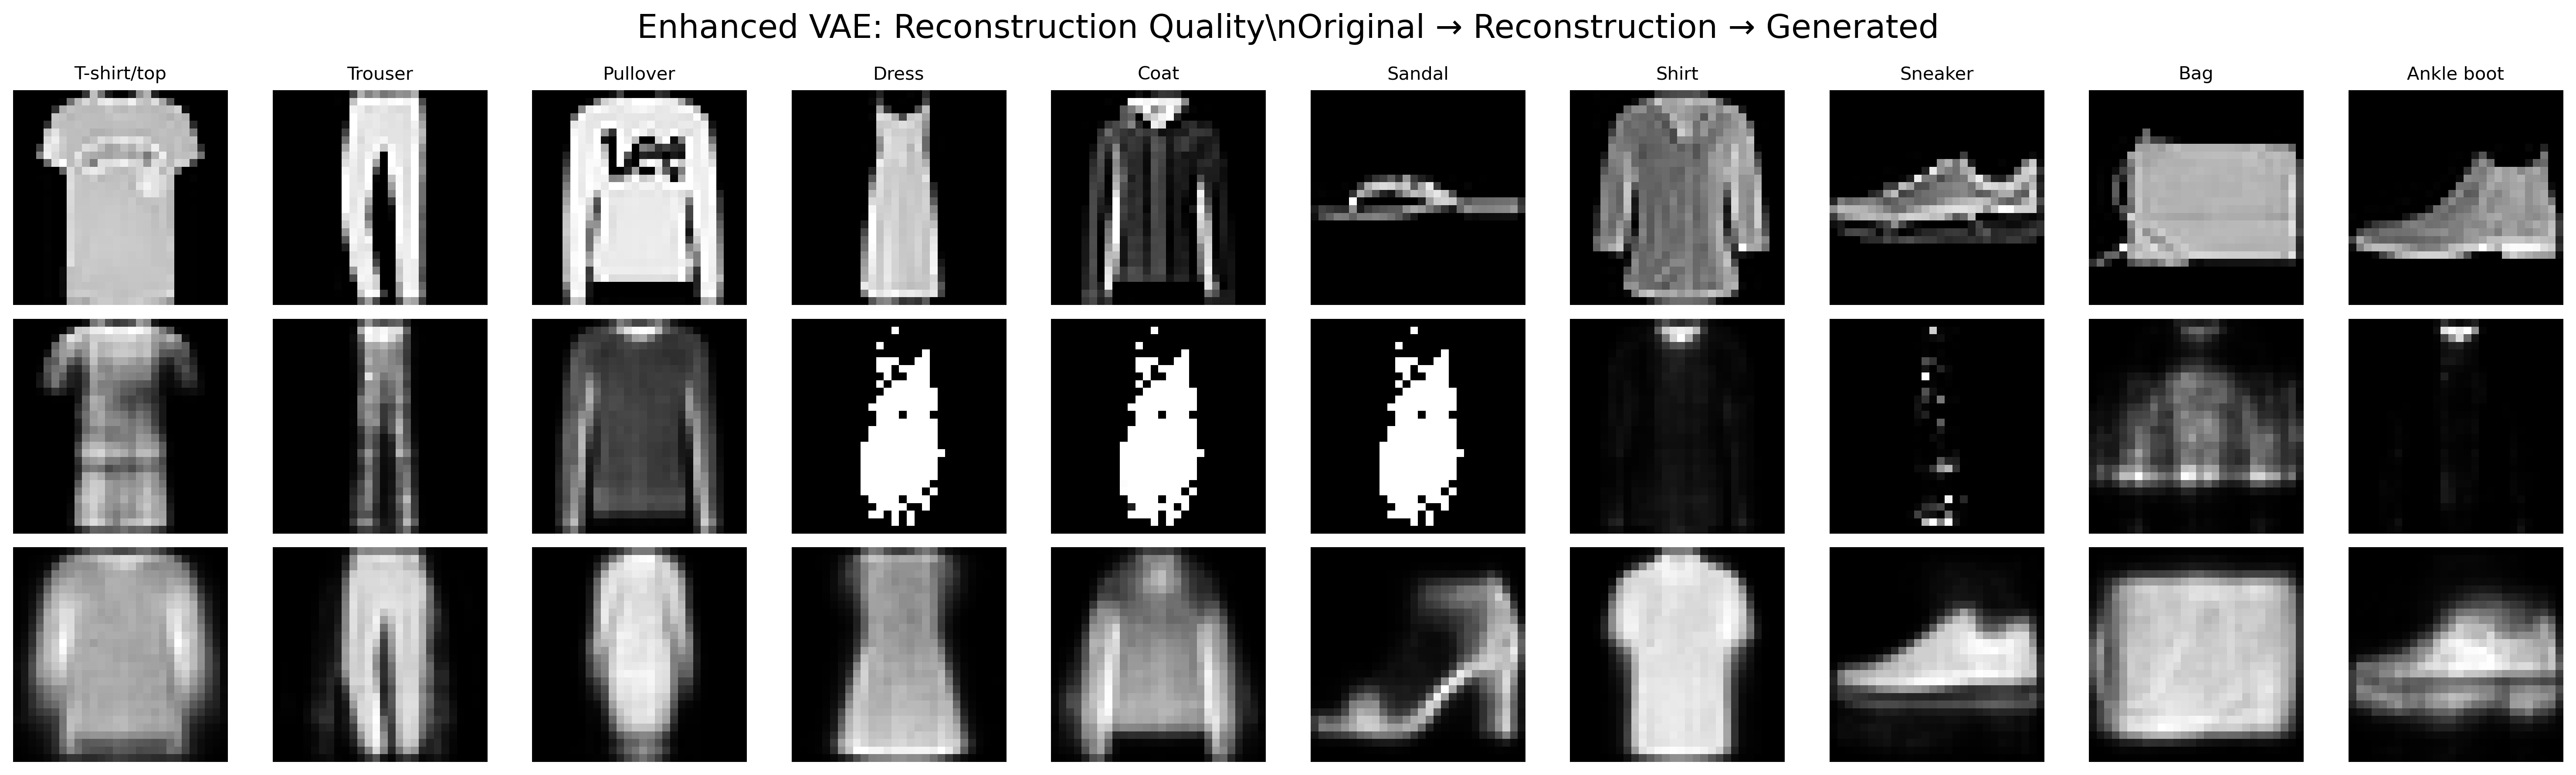 Enhanced VAE: Reconstruction Quality\nOriginal → Reconstruction → Generated
T-shirt/top Trouser Pullover Dress Coat Sandal Shirt Sneaker Bag Ankle boot